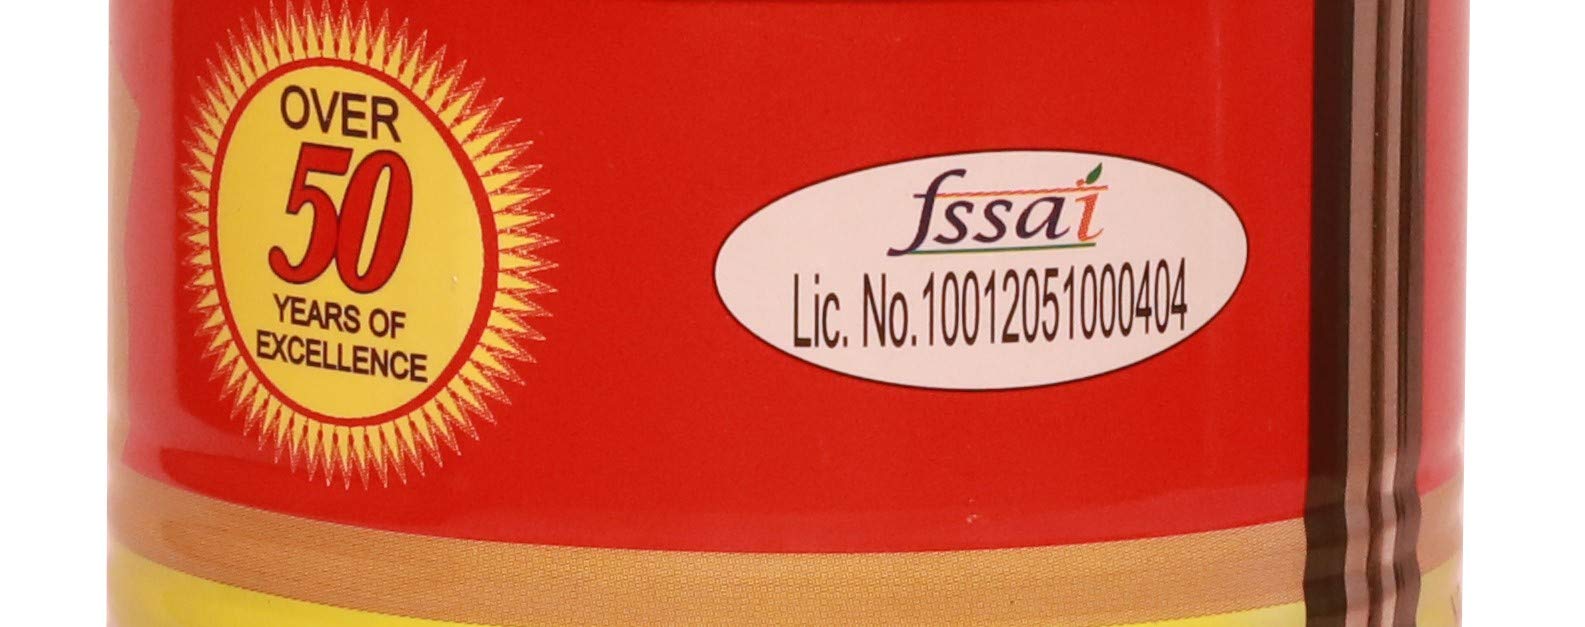 OVER
50
YEARS OF
EXCELLENCE
fssai
Lic. No.10012051000404